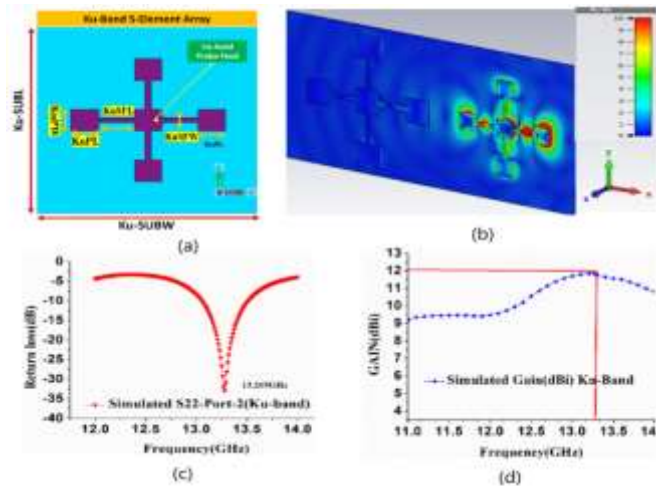 Ku-Band 5-Element Array
Ku-Band
Probe Feed
Ku-SUBL
KuSFL
KuPL
KuSFW
Ku-SUBW
(a)
(b)
Return loss(dB)
0
-5
-10
-15
-20
-25
-30
-35
-40
12.0
12.5
13.0
13.5
14.0
Simulated S22-Port-2(Ku-band)
Frequency(GHz)
(c)
GAIN(dBi)
13
12
11
10
9
8
7
6
5
4
11.0
11.5
12.0
12.5
13.0
13.5
14.
Simulated Gain(dBi) Ku-Band
Frequency(GHz)
(d)